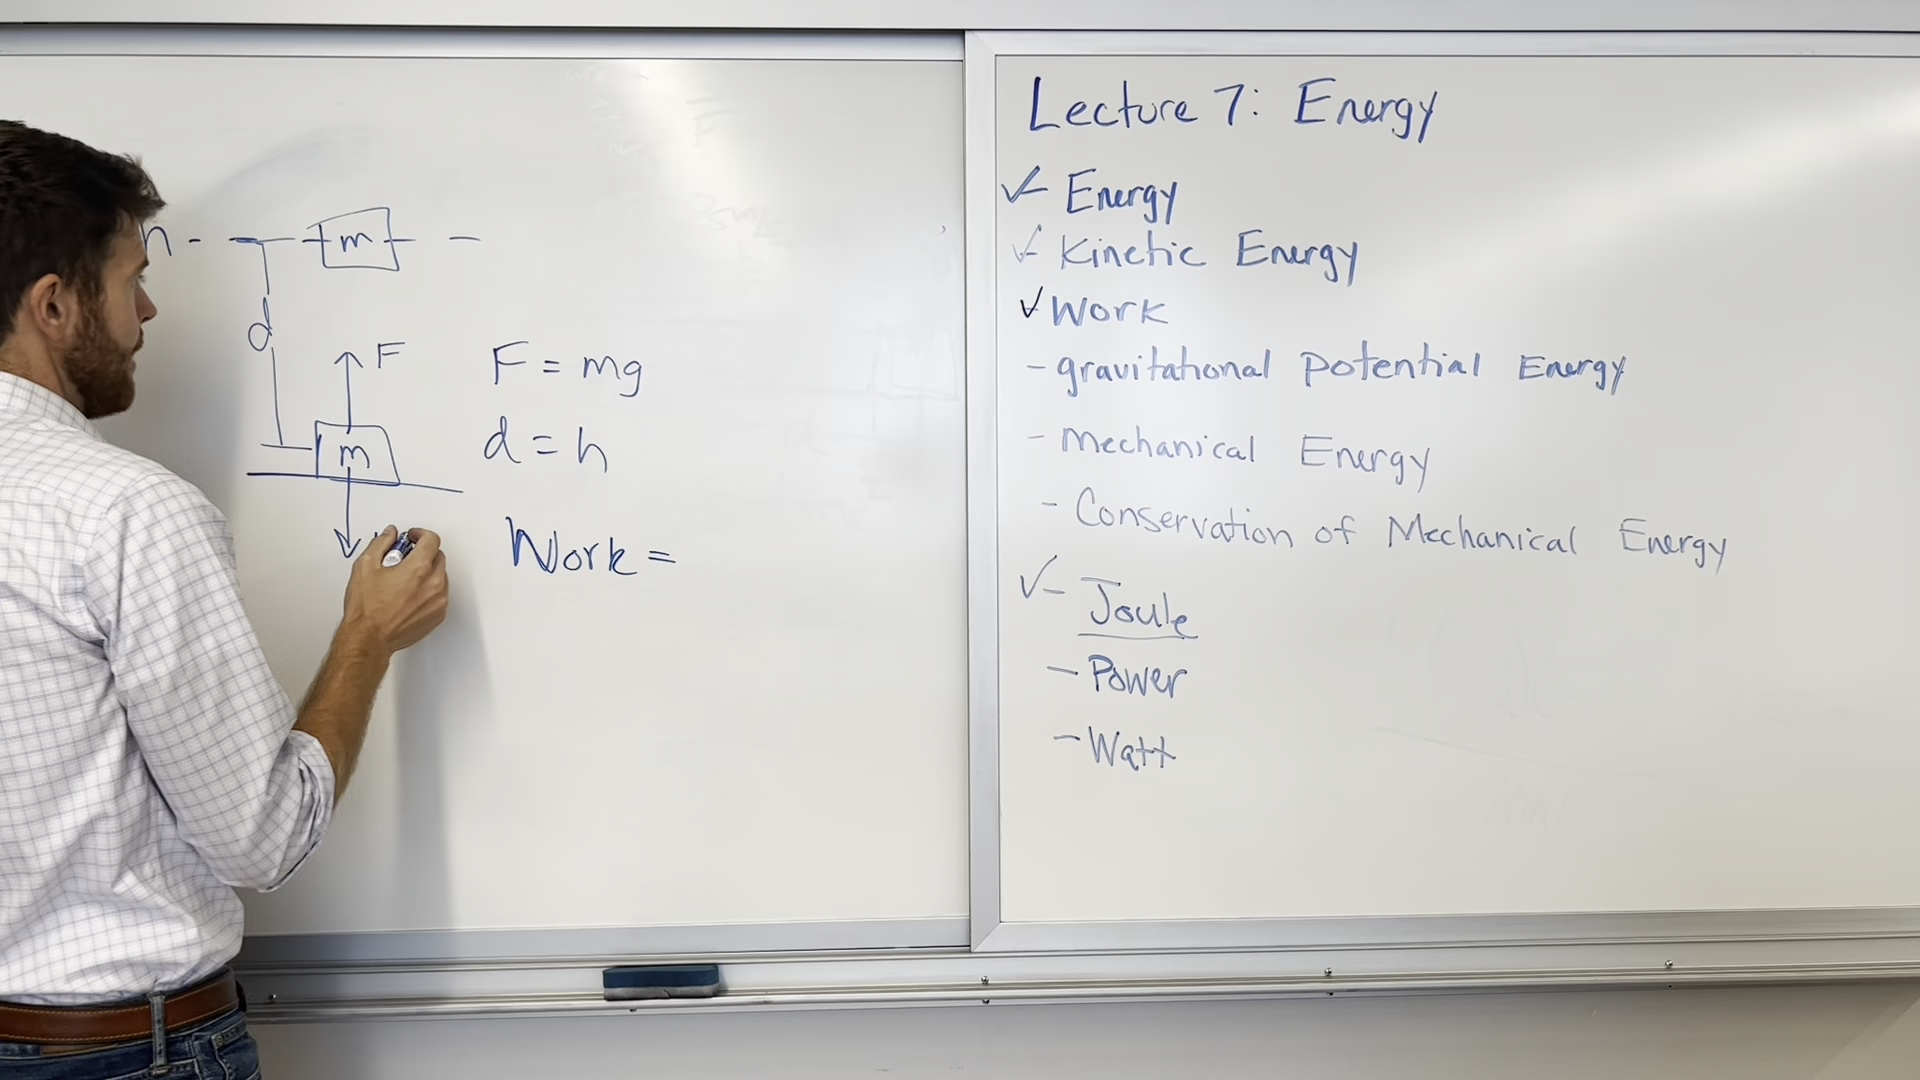 h
m
d
F
m
F = mg
d = h
Work =
Lecture 7: Energy
✓ Energy
✓ Kinetic Energy
✓ Work
- gravitational Potential Energy
- Mechanical Energy
- Conservation of Mechanical Energy
✓- Joule
- Power
- Watt